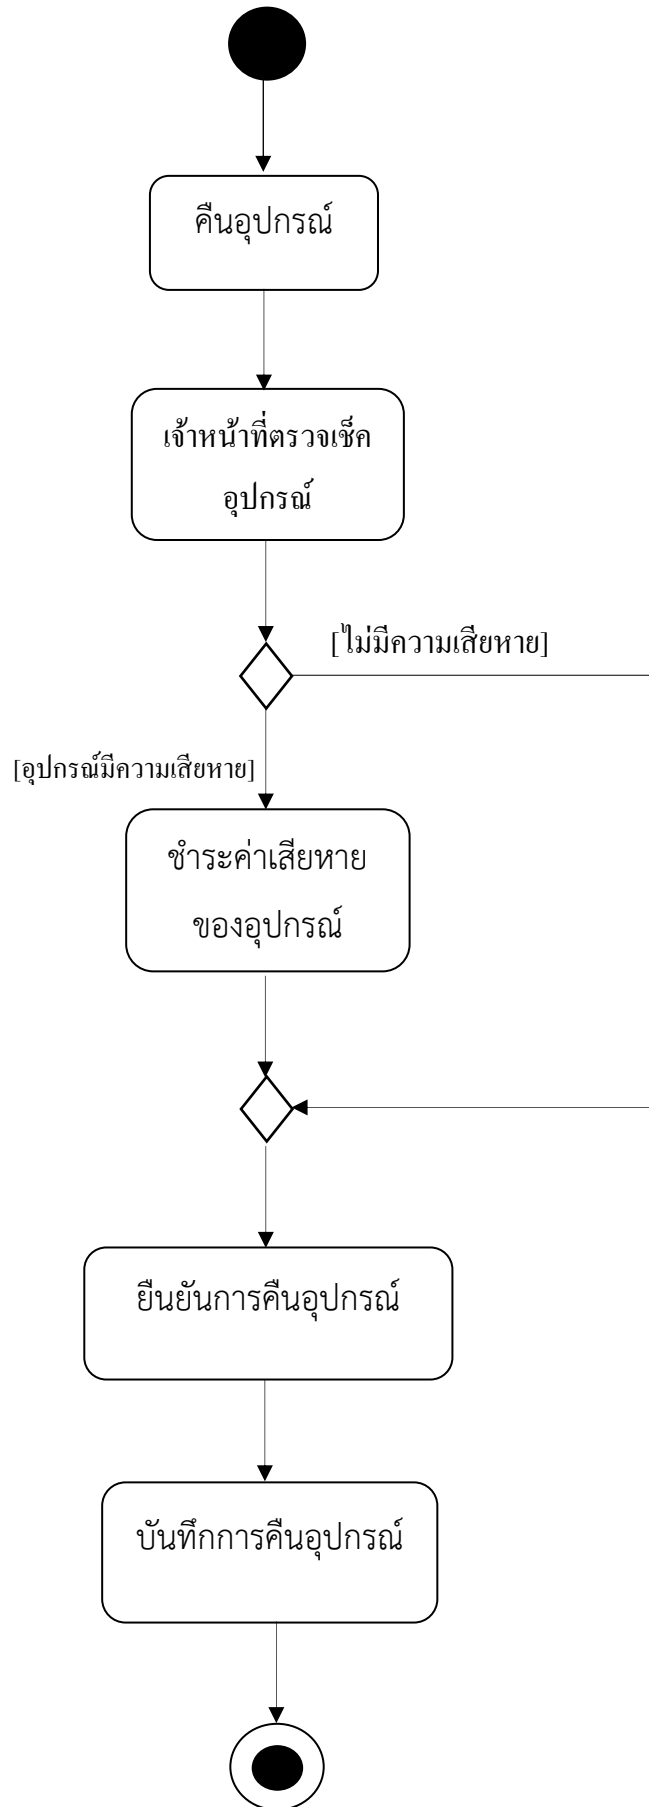 คืนอุปกรณ์
เจ้าหน้าที่ตรวจเช็ค
อุปกรณ์
[ไม่มีความเสียหาย]
[อุปกรณ์มีความเสียหาย]
ชำระค่าเสียหาย
ของอุปกรณ์
ยืนยันการคืนอุปกรณ์
บันทึกการคืนอุปกรณ์